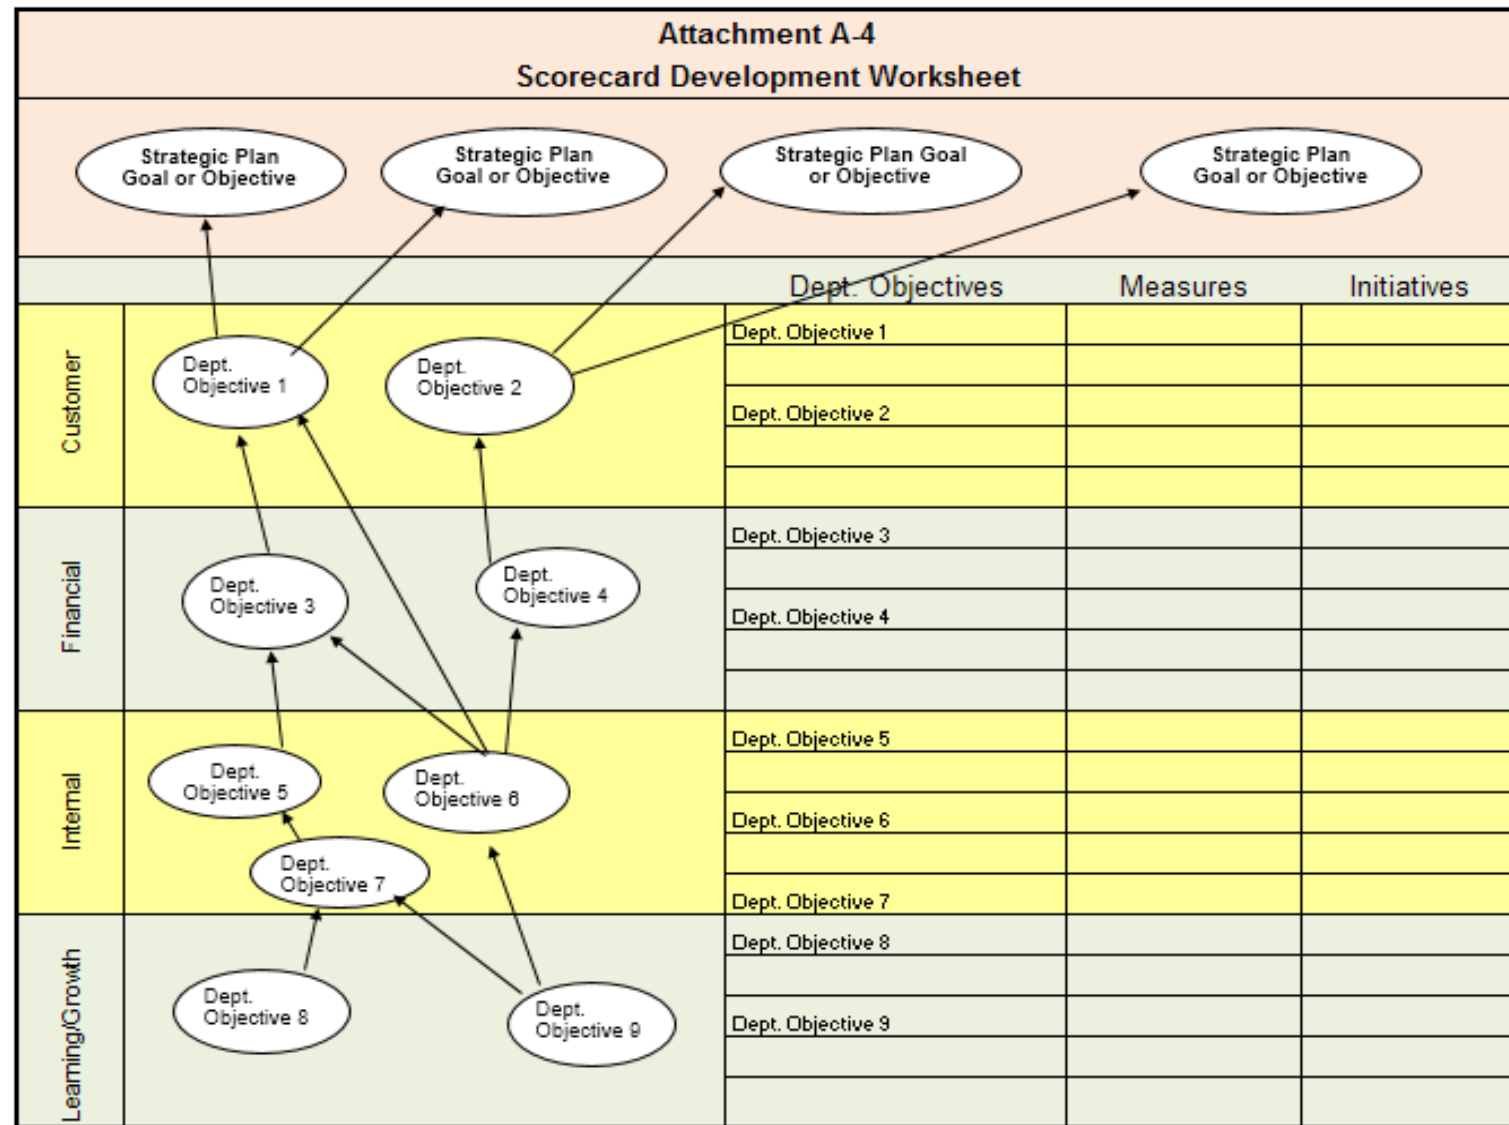 Attachment A-4
Scorecard Development Worksheet
Strategic Plan
Goal or Objective
Strategic Plan
Goal or Objective
Strategic Plan Goal
or Objective
Strategic Plan
Goal or Objective
Dept. Objectives
Measures
Initiatives
Customer
Dept.
Objective 1
Dept.
Objective 2
Dept. Objective 1
Dept. Objective 2
Financial
Dept.
Objective 3
Dept.
Objective 4
Dept. Objective 3
Dept. Objective 4
Internal
Dept.
Objective 5
Dept.
Objective 6
Dept.
Objective 7
Dept. Objective 5
Dept. Objective 6
Dept. Objective 7
Learning/Growth
Dept.
Objective 8
Dept.
Objective 9
Dept. Objective 8
Dept. Objective 9